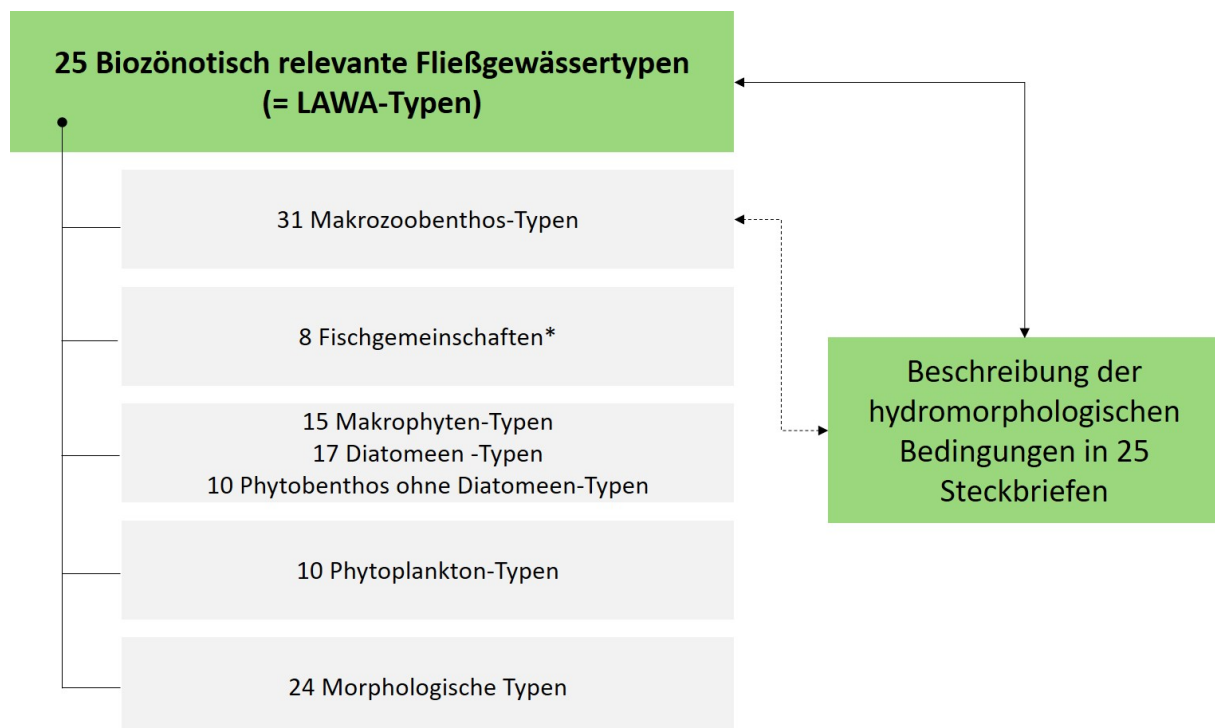 25 Biozönotisch relevante Fließgewässertypen
(= LAWA-Typen)
31 Makrozoobenthos-Typen
8 Fischgemeinschaften*
15 Makrophyten-Typen
17 Diatomeen -Typen
10 Phytobenthos ohne Diatomeen-Typen
10 Phytoplankton-Typen
24 Morphologische Typen
Beschreibung der
hydromorphologischen
Bedingungen in 25
Steckbriefen